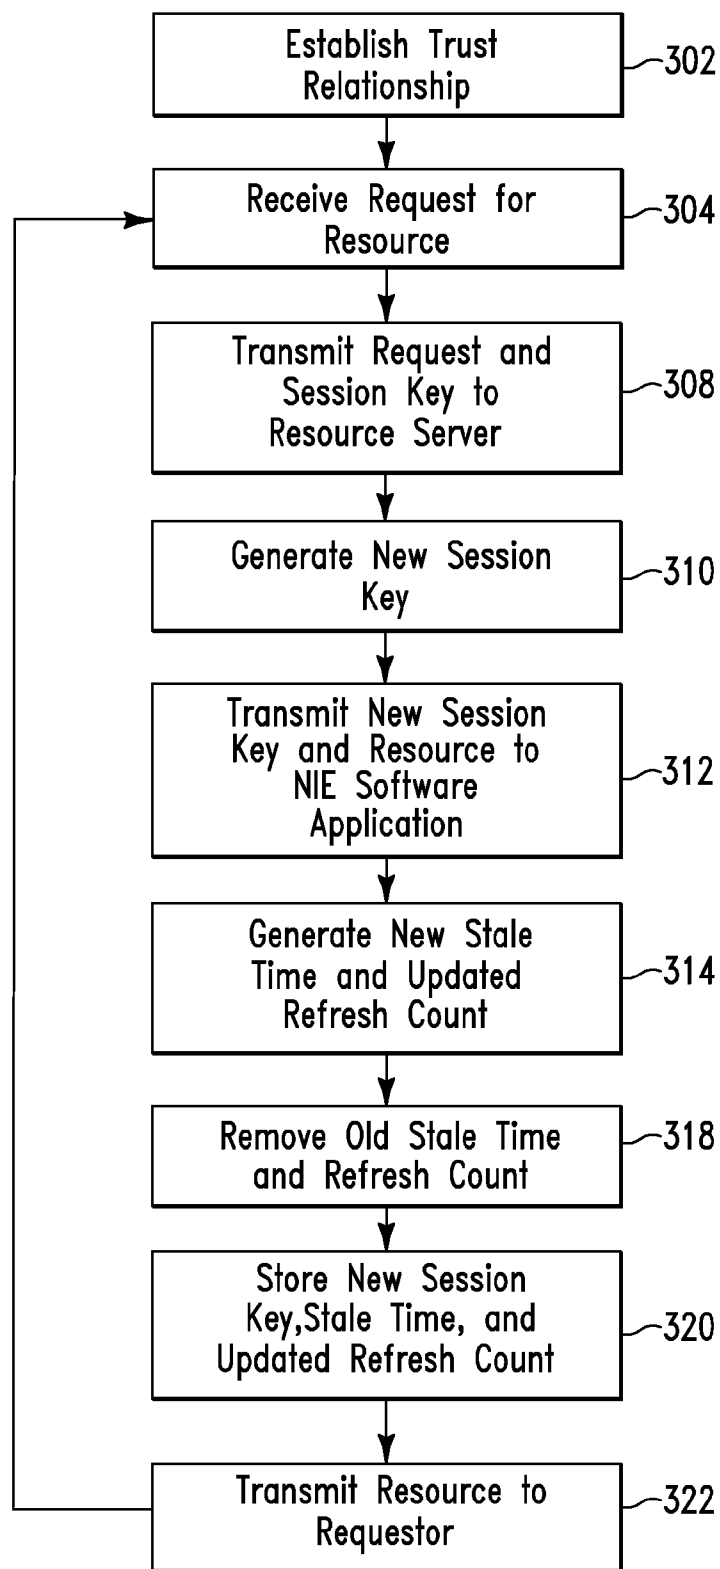 Establish Trust
Relationship
302
Receive Request for
Resource
304
Transmit Request and
Session Key to
Resource Server
308
Generate New Session
Key
310
Transmit New Session
Key and Resource to
NIE Software
Application
312
Generate New Stale
Time and Updated
Refresh Count
314
Remove Old Stale Time
and Refresh Count
318
Store New Session
Key,Stale Time, and
Updated Refresh Count
320
Transmit Resource to
Requestor
322